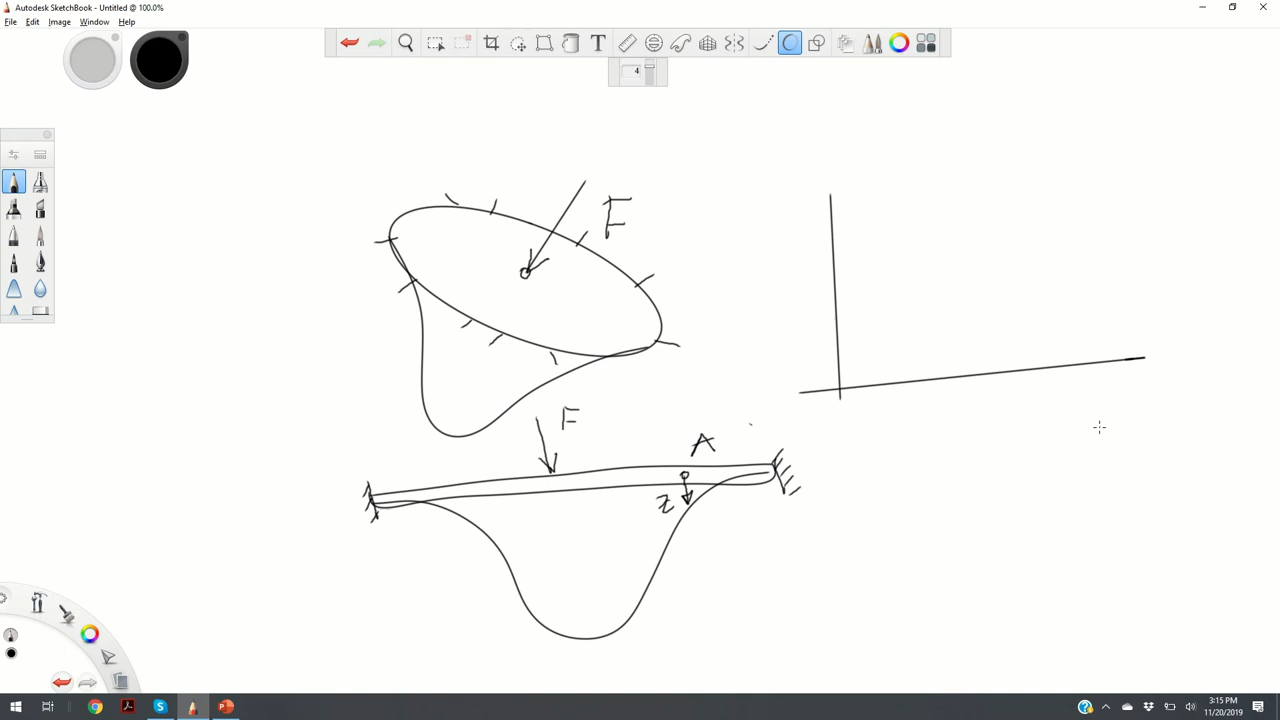 Autodesk SketchBook - Untitled @ 100.0%
File Edit Image Window Help
T
4
F
F
A
z
3:15 PM
11/20/2019